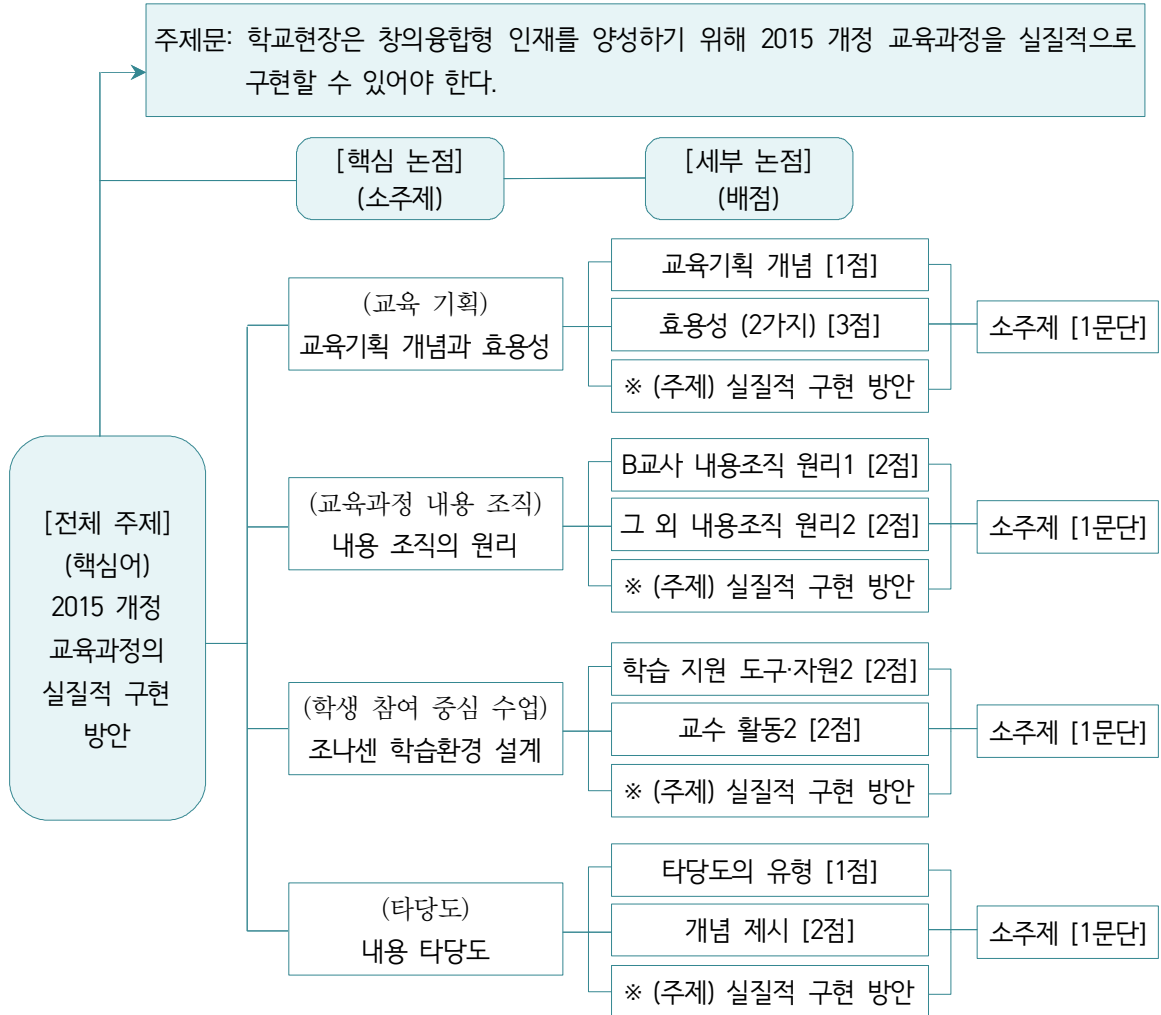 주제문: 학교현장은 창의융합형 인재를 양성하기 위해 2015 개정 교육과정을 실질적으로
구현할 수 있어야 한다.
[핵심 논점]
(소주제)
[세부 논점]
(배점)
[전체 주제]
(핵심어)
2015 개정
교육과정의
실질적 구현
방안
(교육 기획)
교육기획 개념과 효용성
교육기획 개념 [1점]
효용성 (2가지) [3점]
※ (주제) 실질적 구현 방안
소주제 [1문단]
(교육과정 내용 조직)
내용 조직의 원리
B교사 내용조직 원리1 [2점]
그 외 내용조직 원리2 [2점]
※ (주제) 실질적 구현 방안
소주제 [1문단]
(학생 참여 중심 수업)
조나센 학습환경 설계
학습 지원 도구·자원2 [2점]
교수 활동2 [2점]
※ (주제) 실질적 구현 방안
소주제 [1문단]
(타당도)
내용 타당도
타당도의 유형 [1점]
개념 제시 [2점]
※ (주제) 실질적 구현 방안
소주제 [1문단]